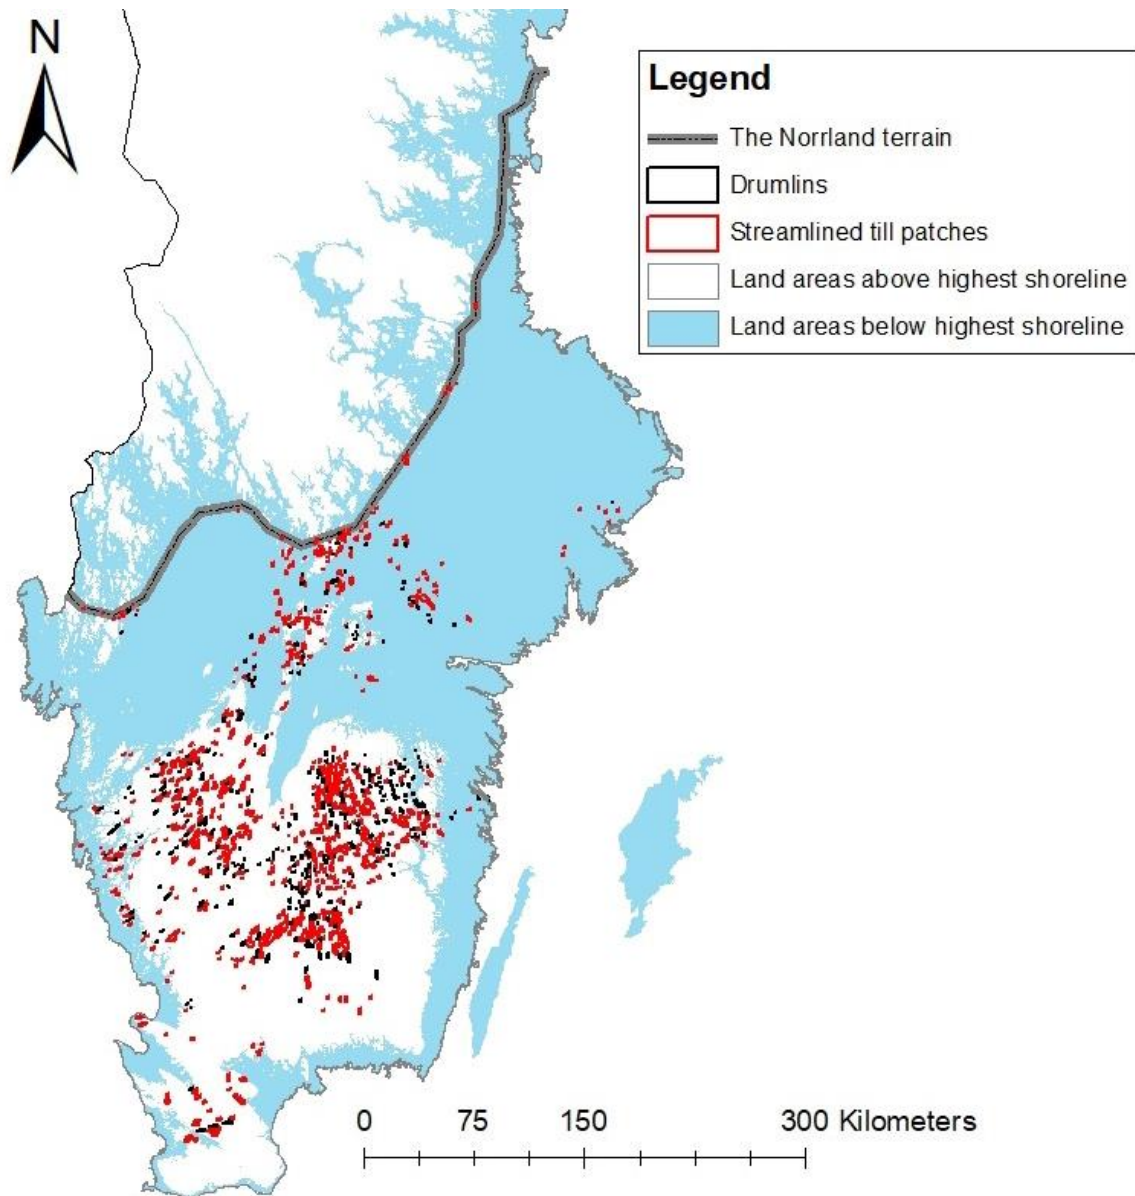 N
Legend
The Norrland terrain
Drumlins
Streamlined till patches
Land areas above highest shoreline
Land areas below highest shoreline
0 75 150 300 Kilometers